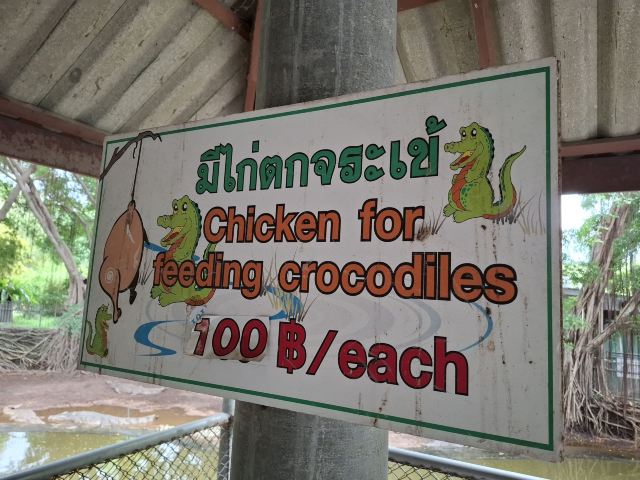 มีไก่ตกจระเข้
Chicken for
feeding crocodiles
100 ฿/each